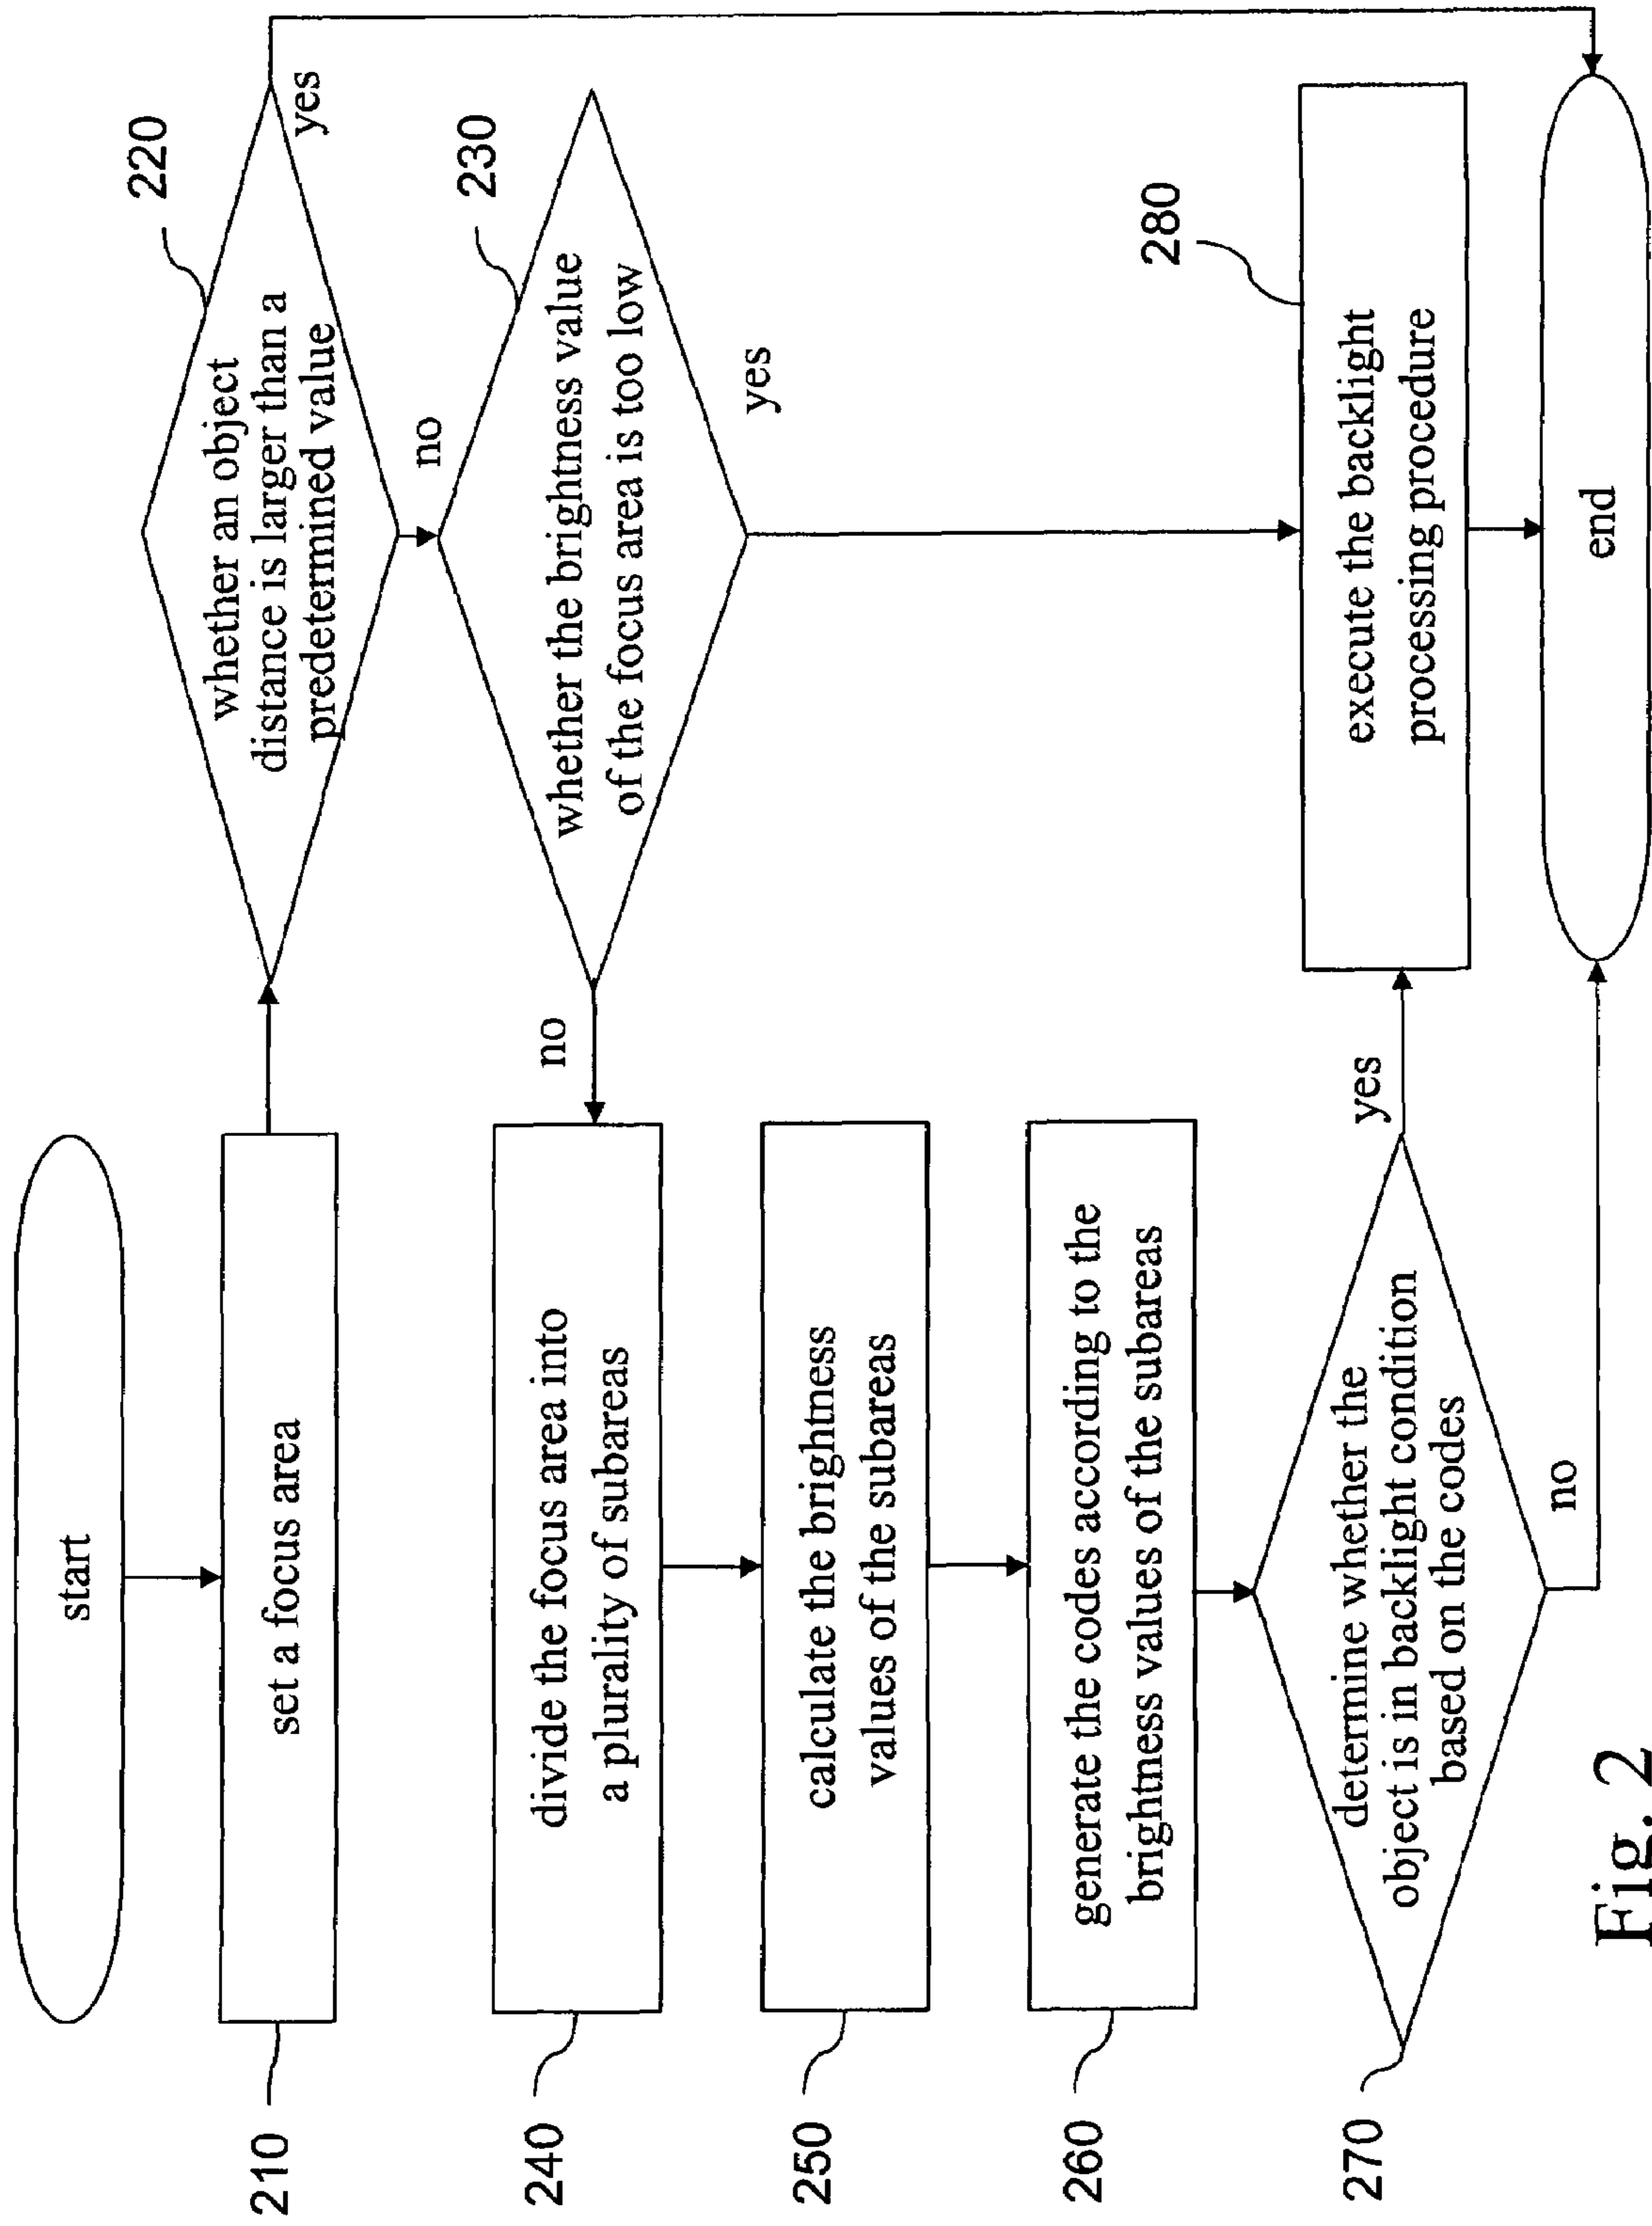 start
210
set a focus area
220
whether an object
distance is larger than a
predetermined value
yes
no
230
whether the brightness value
of the focus area is too low
no
yes
240
divide the focus area into
a plurality of subareas
250
calculate the brightness
values of the subareas
260
generate the codes according to the
brightness values of the subareas
270
determine whether the
object is in backlight condition
based on the codes
yes
no
280
execute the backlight
processing procedure
end
Fig. 2